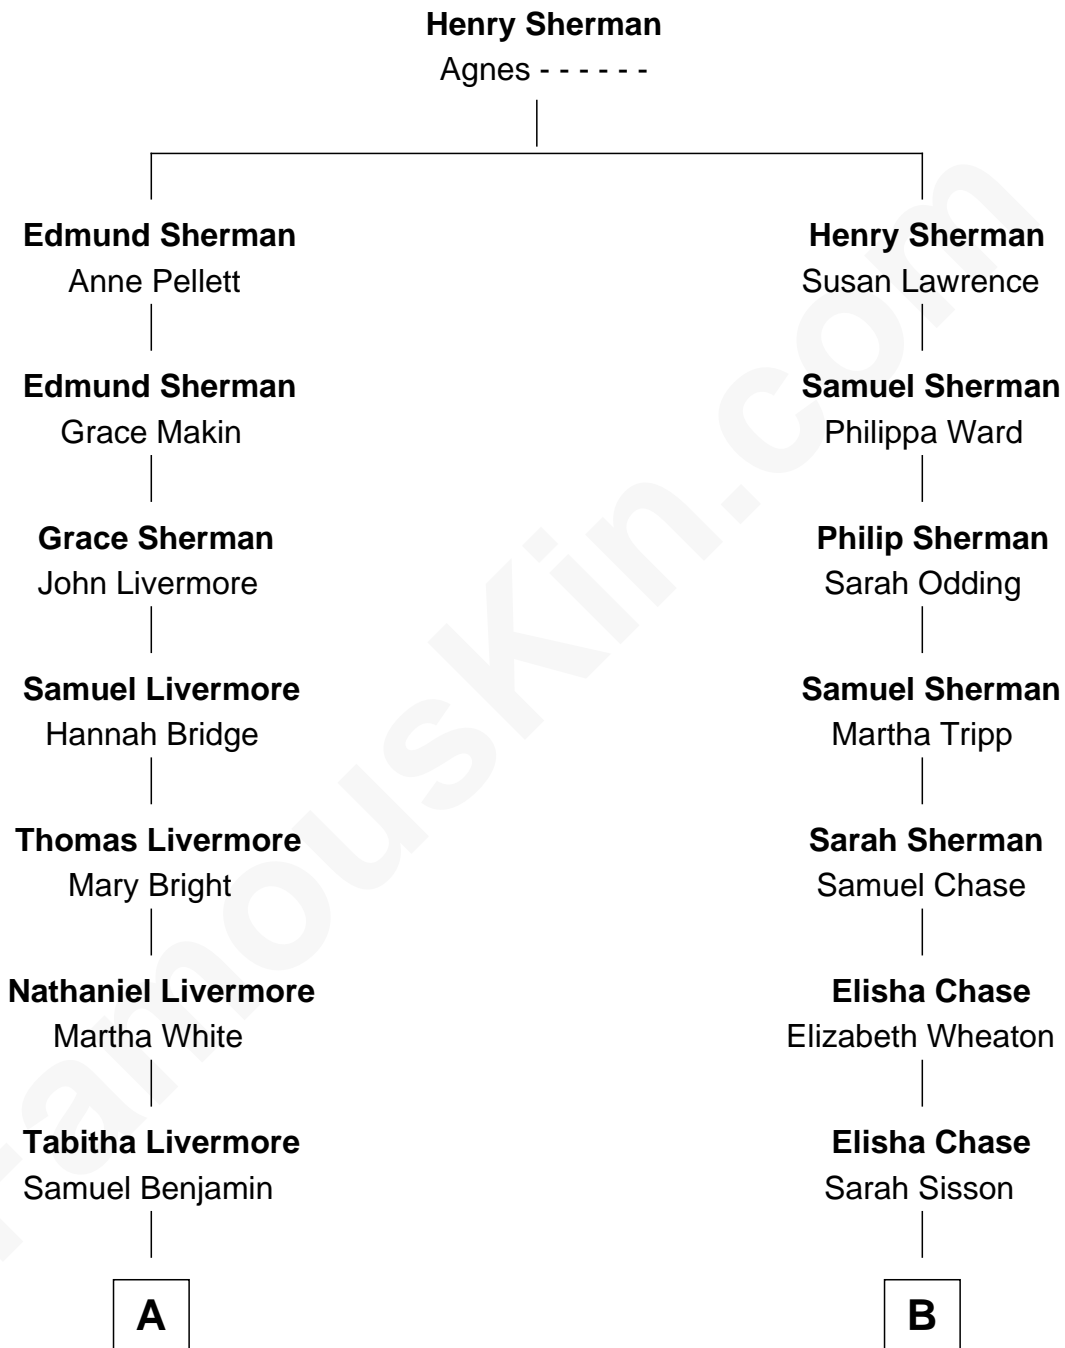 Henry Sherman
Agnes - - - - - -
Edmund Sherman
Anne Pellett
Henry Sherman
Susan Lawrence
Edmund Sherman
Grace Makin
Samuel Sherman
Philippa Ward
Grace Sherman
John Livermore
Philip Sherman
Sarah Odding
Samuel Livermore
Hannah Bridge
Samuel Sherman
Martha Tripp
Thomas Livermore
Mary Bright
Sarah Sherman
Samuel Chase
Nathaniel Livermore
Martha White
Elisha Chase
Elizabeth Wheaton
Tabitha Livermore
Samuel Benjamin
Elisha Chase
Sarah Sisson
A
B
FamousKin.com